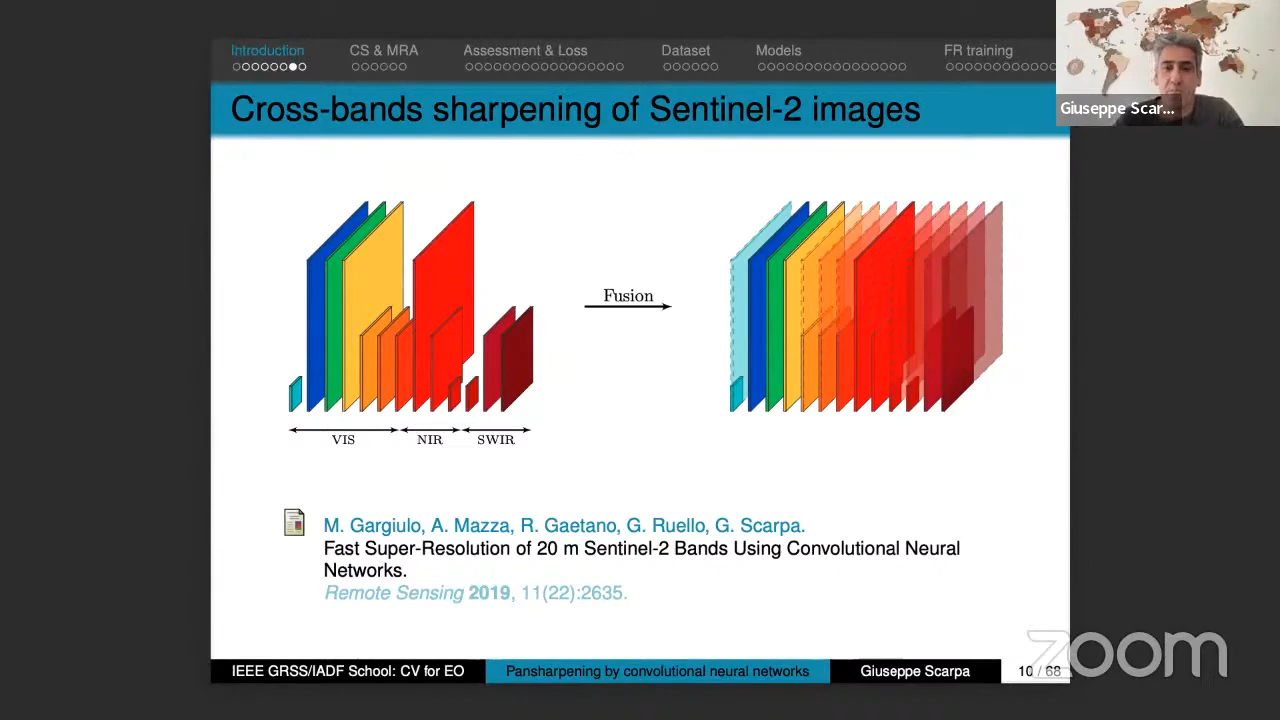 Introduction CS & MRA Assessment & Loss Dataset Models FR training
Cross-bands sharpening of Sentinel-2 images
Giuseppe Scar...
Fusion
VIS NIR SWIR
M. Gargiulo, A. Mazza, R. Gaetano, G. Ruello, G. Scarpa.
Fast Super-Resolution of 20 m Sentinel-2 Bands Using Convolutional Neural
Networks.
Remote Sensing 2019, 11(22):2635.
IEEE GRSS/IADF School: CV for EO Pansharpening by convolutional neural networks Giuseppe Scarpa 10 / 68
zoom